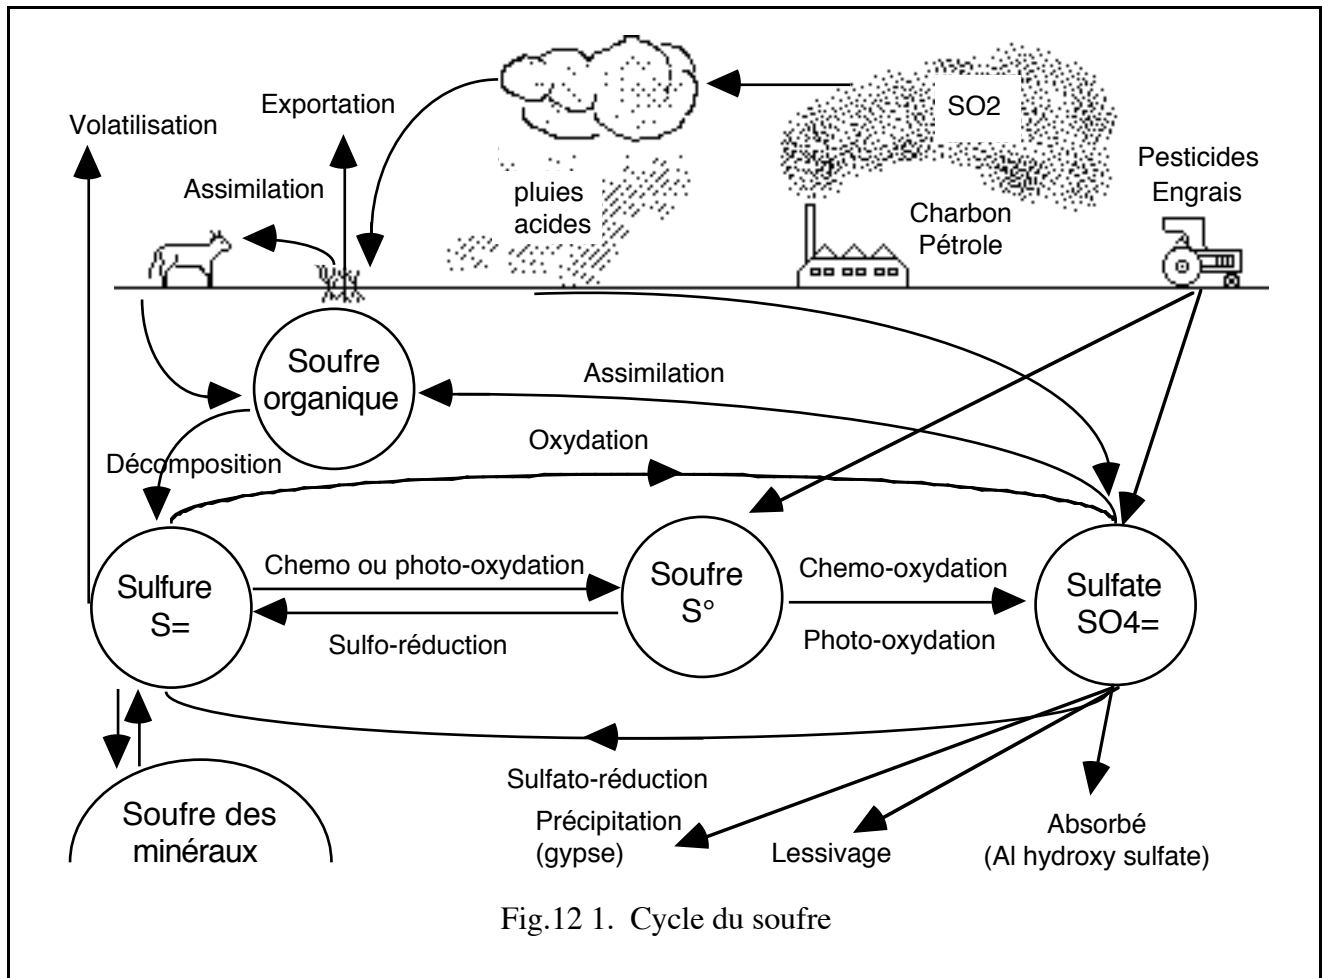 Exportation
Volatilisation
SO2
Pesticides
Engrais
Assimilation
pluies
acides
Charbon
Pétrole
Soufre
organique
Assimilation
Oxydation
Décomposition
Sulfure
S=
Chemo ou photo-oxydation
Sulfo-réduction
Soufre
S°
Chemo-oxydation
Photo-oxydation
Sulfate
SO4=
Sulfato-réduction
Soufre des
minéraux
Précipitation
(gypse)
Lessivage
Absorbé
(Al hydroxy sulfate)
Fig.12 1. Cycle du soufre